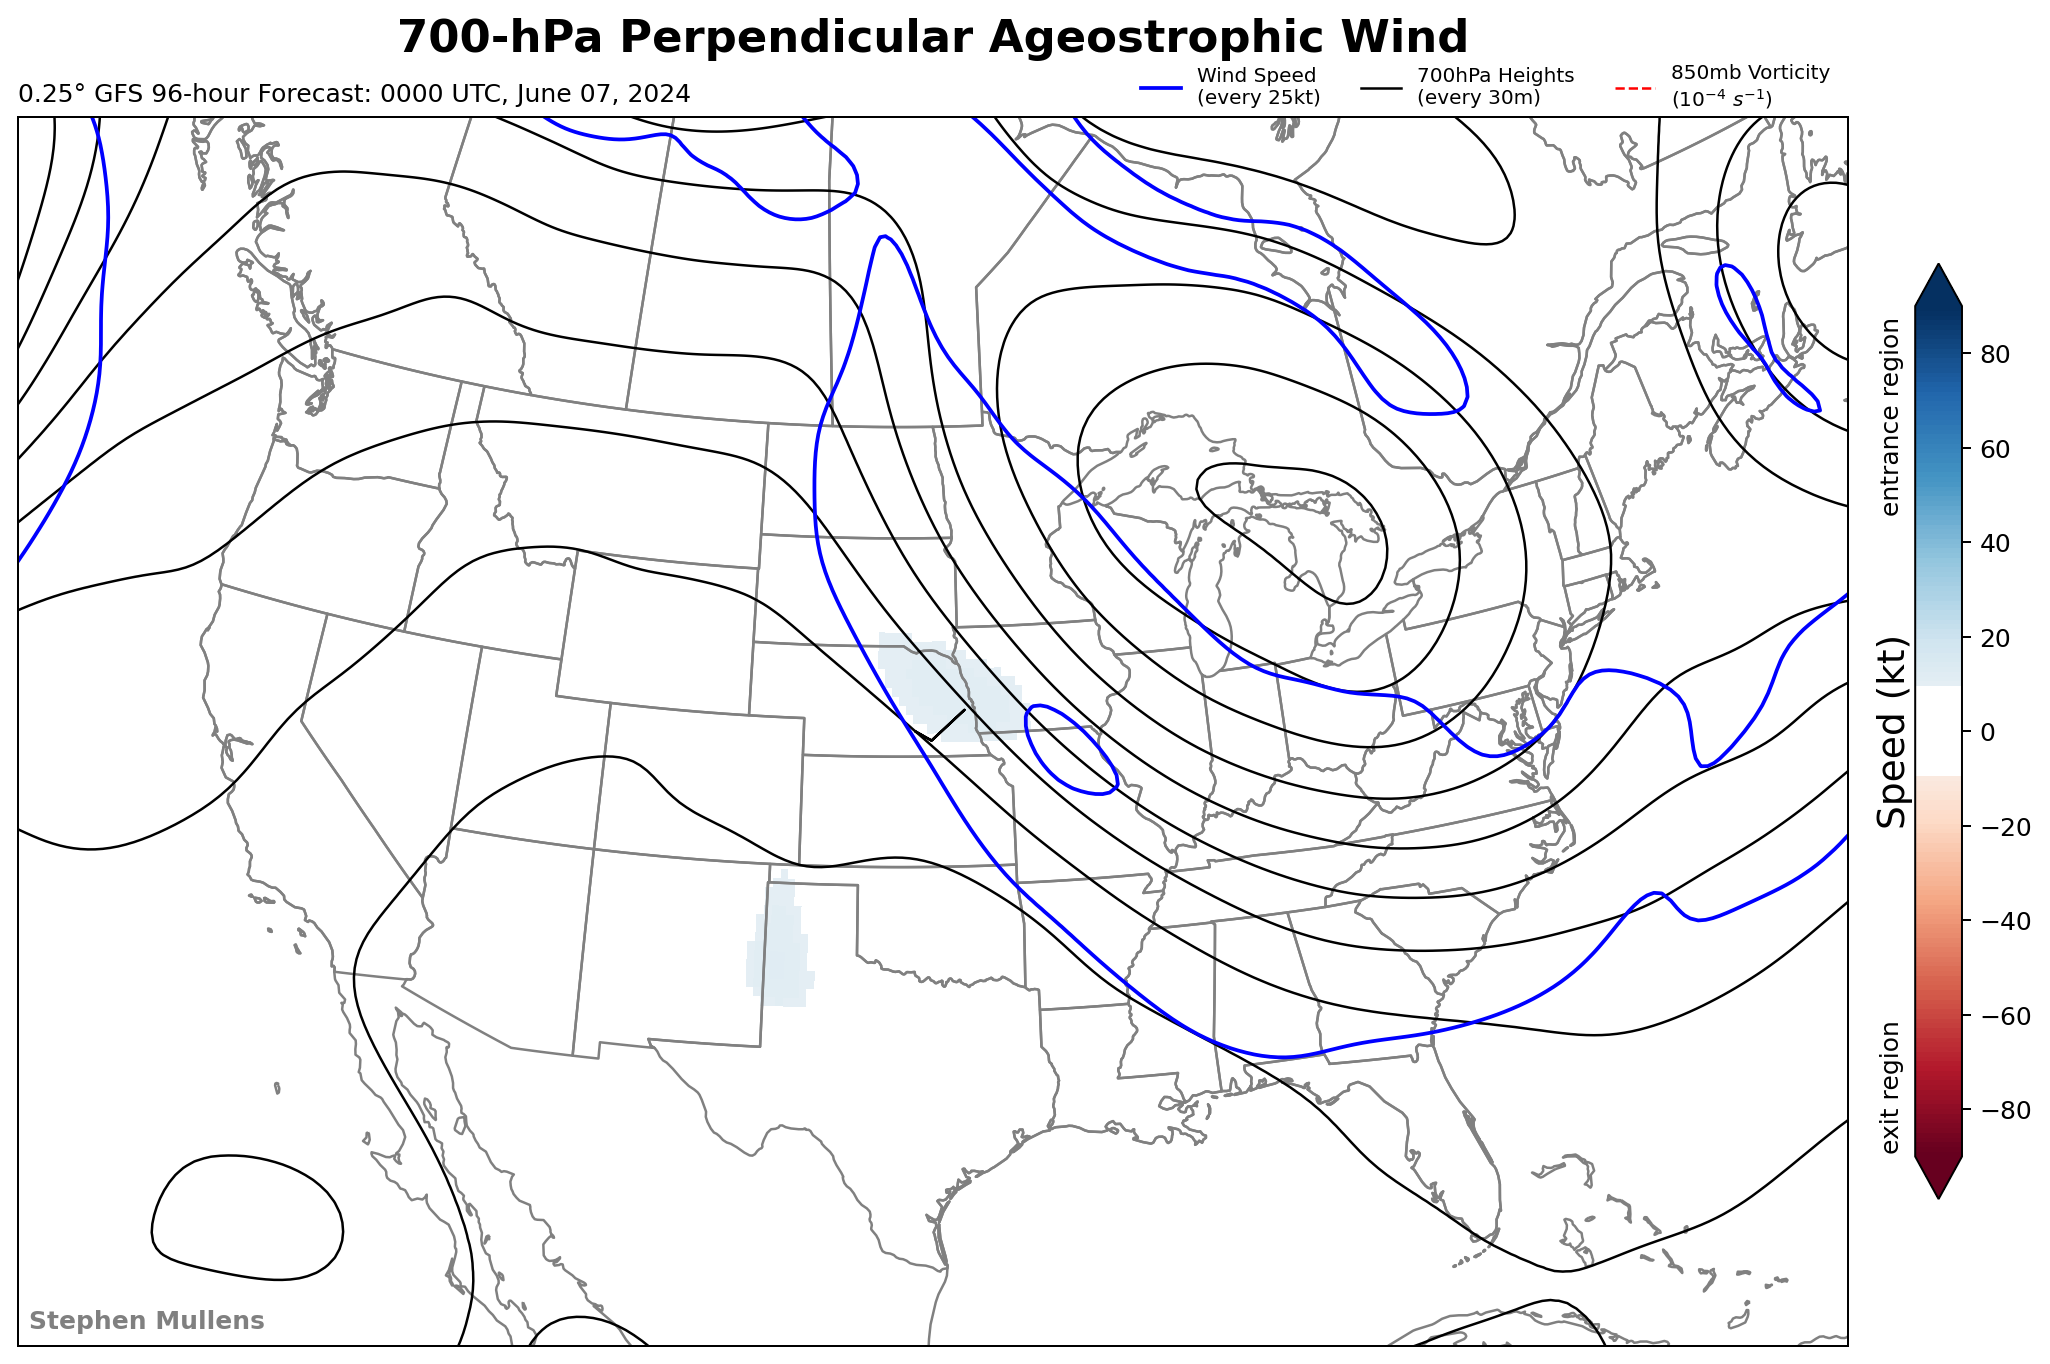 700-hPa Perpendicular Ageostrophic Wind
0.25° GFS 96-hour Forecast: 0000 UTC, June 07, 2024
Wind Speed
(every 25kt)
700hPa Heights
(every 30m)
850mb Vorticity
(10⁻⁴ s⁻¹)
entrance region
Speed (kt)
exit region
80
60
40
20
0
−20
−40
−60
−80
Stephen Mullens